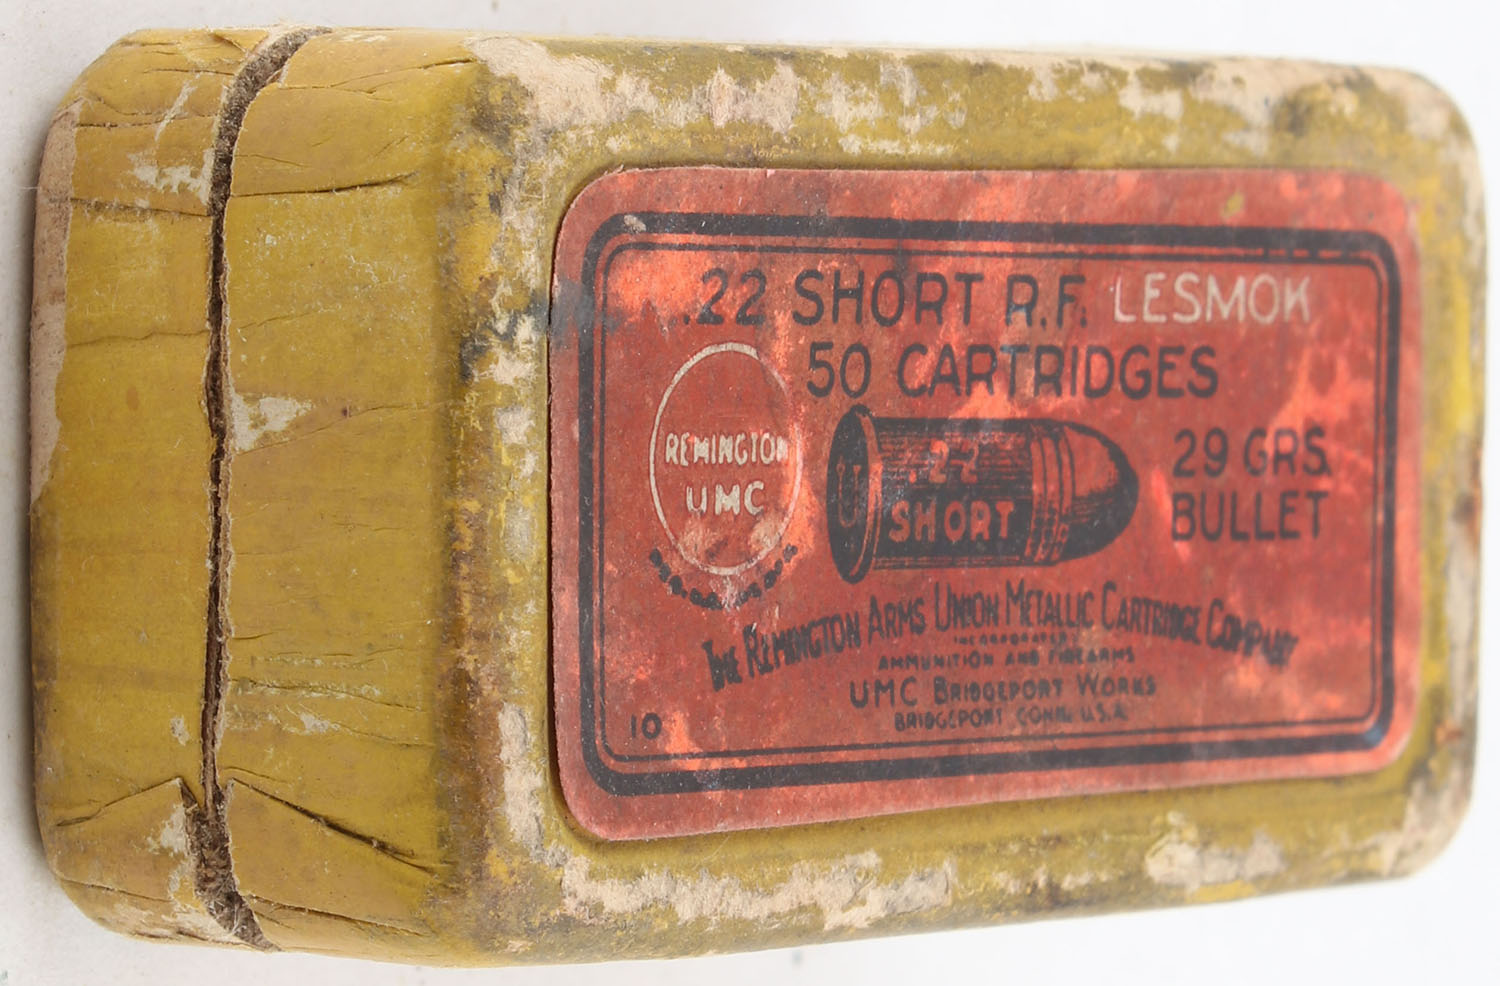 .22 SHORT R.F. LESMOK
50 CARTRIDGES
REMINGTON
UMC
U
.22
SHORT
29 GRS.
BULLET
THE REMINGTON ARMS UNION METALLIC CARTRIDGE COMPANY
INCORPORATED
AMMUNITION AND FIREARMS
UMC BRIDGEPORT WORKS
BRIDGEPORT CONN. U.S.A.
10